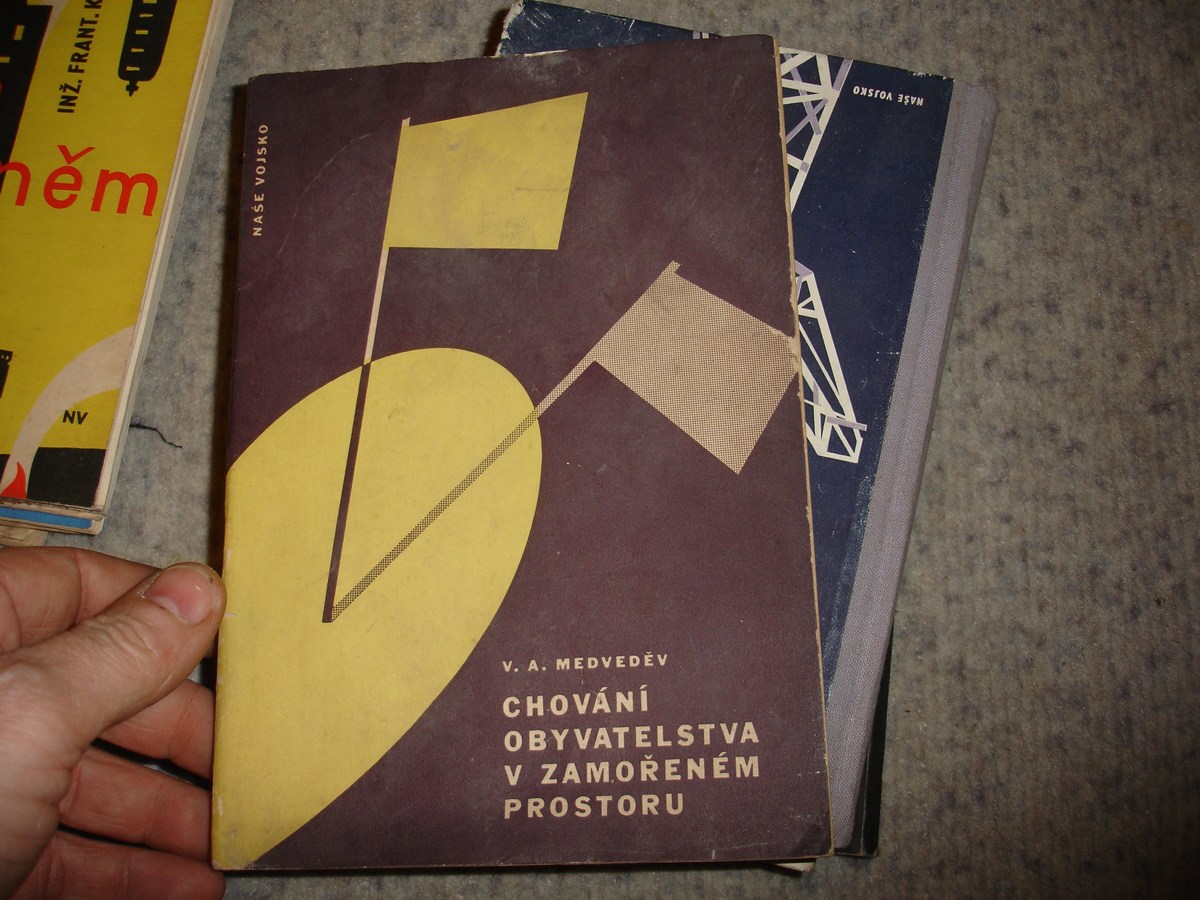 INŽ. FRANT. K
něm
NV
NAŠE VOJSKO
NAŠE VOJSKO
V. A. MEDVEDĚV
CHOVÁNÍ
OBYVATELSTVA
V ZAMOŘENÉM
PROSTORU